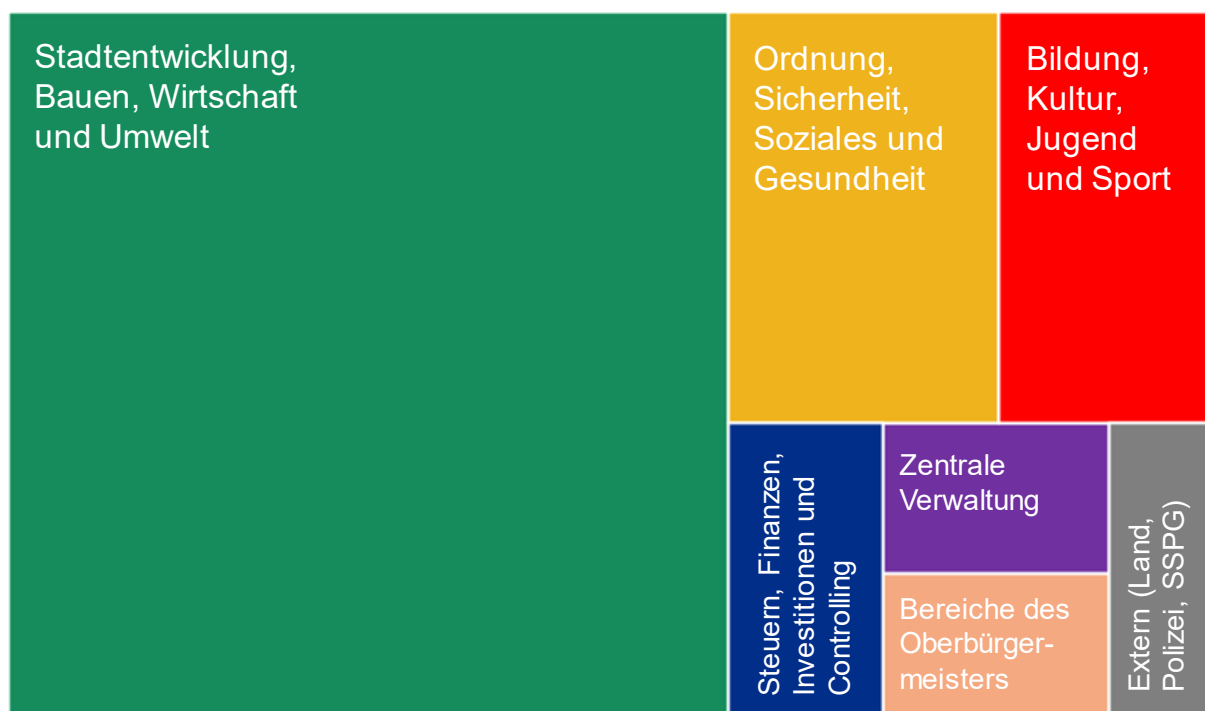 Stadtentwicklung,
Bauen, Wirtschaft
und Umwelt
Ordnung,
Sicherheit,
Soziales und
Gesundheit
Bildung,
Kultur,
Jugend
und Sport
Steuern, Finanzen,
Investitionen und
Controlling
Zentrale
Verwaltung
Bereiche des
Oberbürger-
meisters
Extern (Land,
Polizei, SSPG)